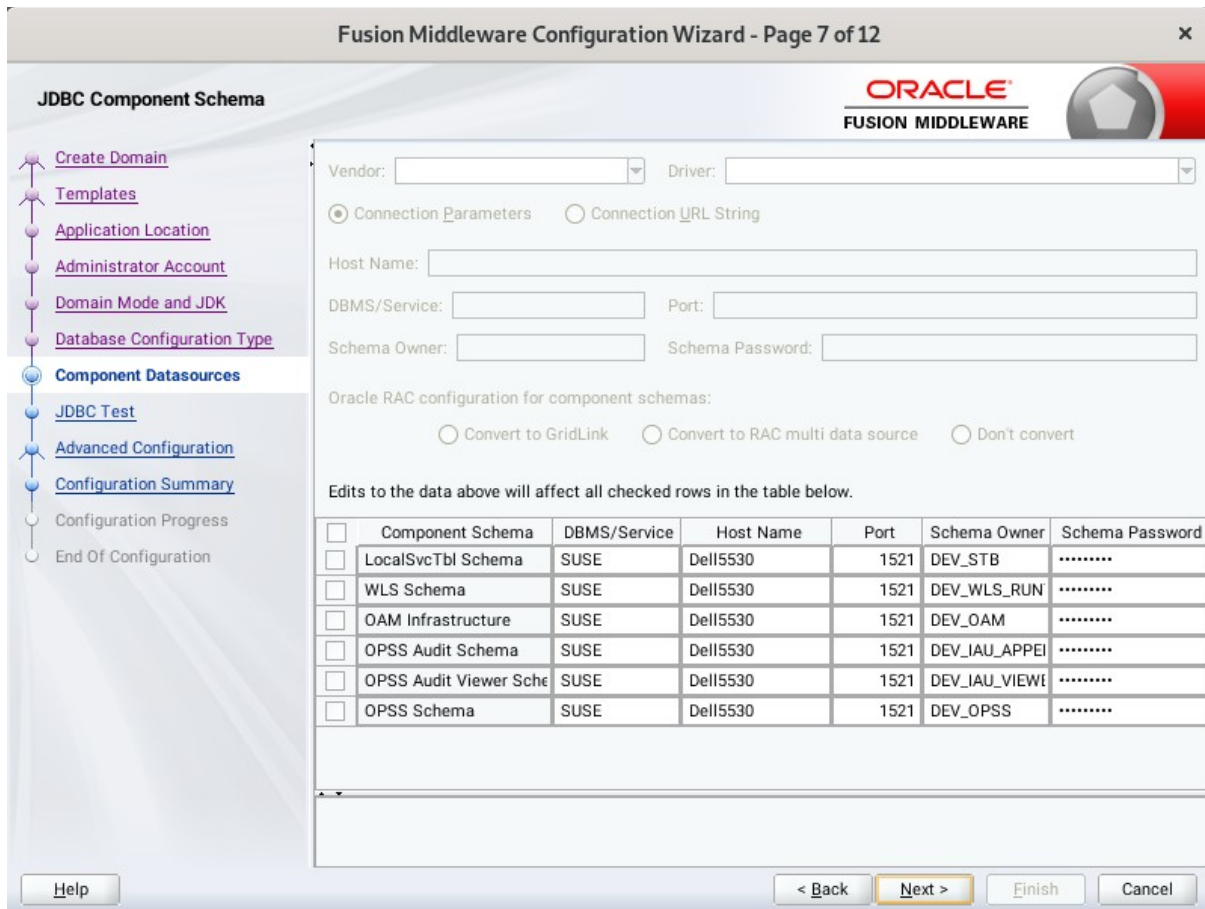 Fusion Middleware Configuration Wizard - Page 7 of 12
JDBC Component Schema
ORACLE
FUSION MIDDLEWARE
Create Domain
Templates
Application Location
Administrator Account
Domain Mode and JDK
Database Configuration Type
Component Datasources
JDBC Test
Advanced Configuration
Configuration Summary
Configuration Progress
End Of Configuration
Vendor: Driver:
Connection Parameters Connection URL String
Host Name:
DBMS/Service: Port:
Schema Owner: Schema Password:
Oracle RAC configuration for component schemas:
Convert to GridLink Convert to RAC multi data source Don't convert
Edits to the data above will affect all checked rows in the table below.
Component Schema DBMS/Service Host Name Port Schema Owner Schema Password
LocalSvcTbl Schema SUSE Dell5530 1521 DEV_STB •••••••••
WLS Schema SUSE Dell5530 1521 DEV_WLS_RUN •••••••••
OAM Infrastructure SUSE Dell5530 1521 DEV_OAM •••••••••
OPSS Audit Schema SUSE Dell5530 1521 DEV_IAU_APPE •••••••••
OPSS Audit Viewer Sche SUSE Dell5530 1521 DEV_IAU_VIEWE •••••••••
OPSS Schema SUSE Dell5530 1521 DEV_OPSS •••••••••
Help < Back Next > Finish Cancel